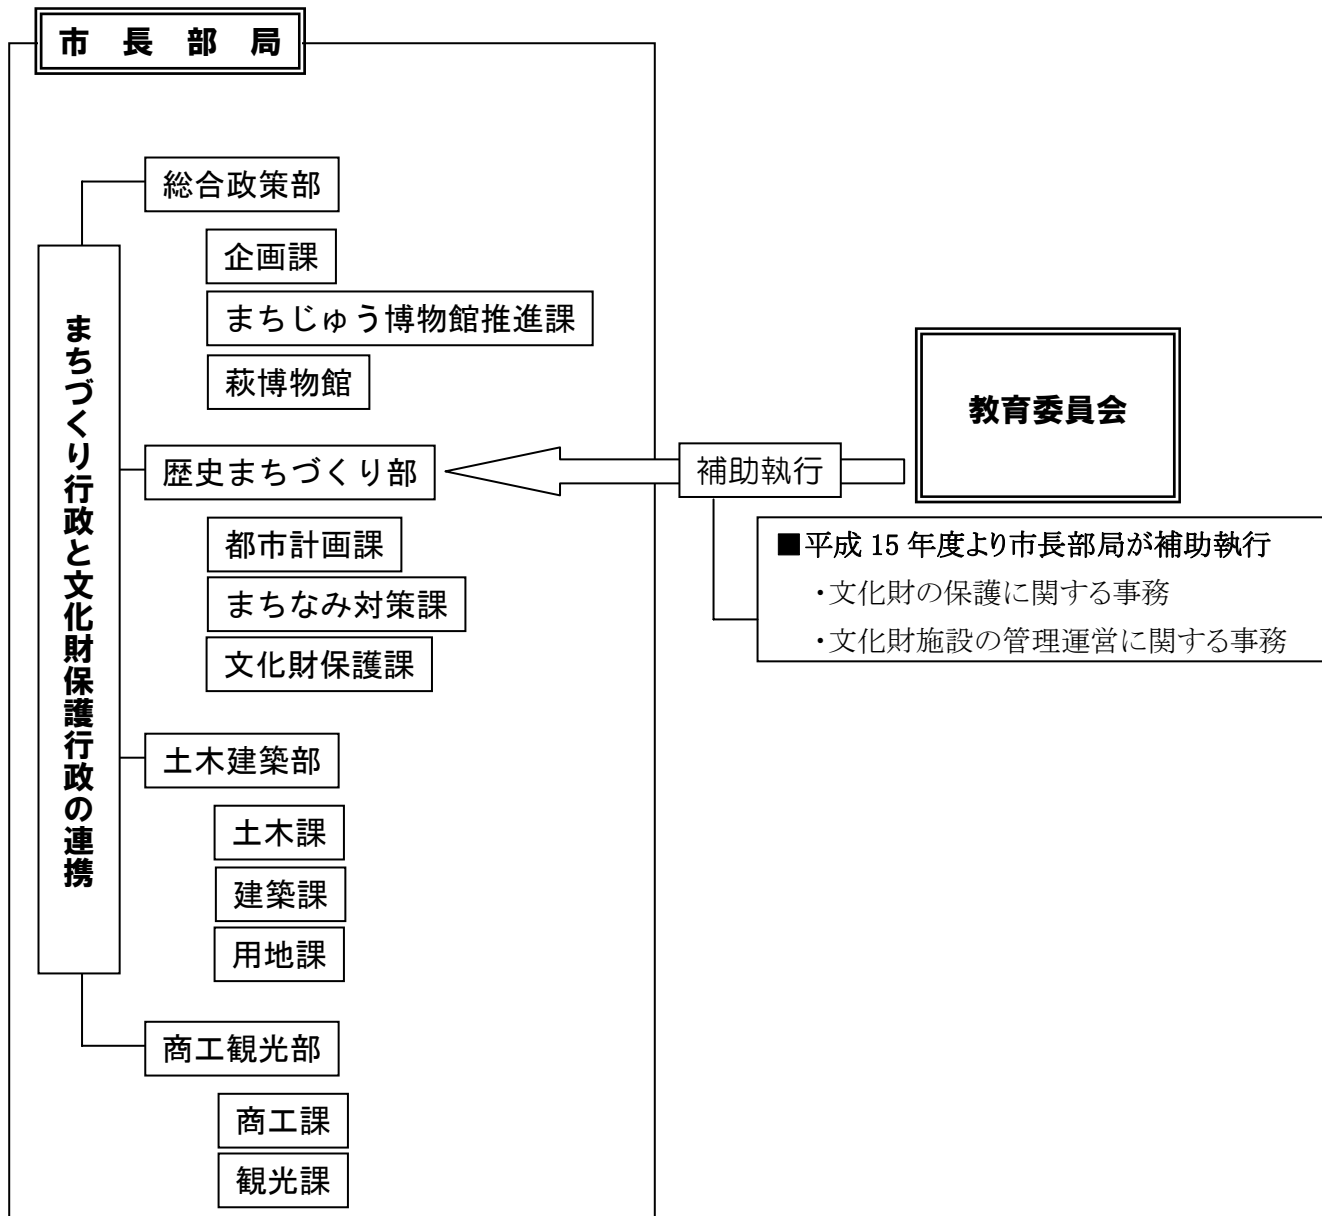 市長部局
総合政策部
企画課
まちじゅう博物館推進課
萩博物館
まちづくり行政と文化財保護行政の連携
歴史まちづくり部
都市計画課
まちなみ対策課
文化財保護課
土木建築部
土木課
建築課
用地課
商工観光部
商工課
観光課
教育委員会
補助執行
■平成 15 年度より市長部局が補助執行
・文化財の保護に関する事務
・文化財施設の管理運営に関する事務